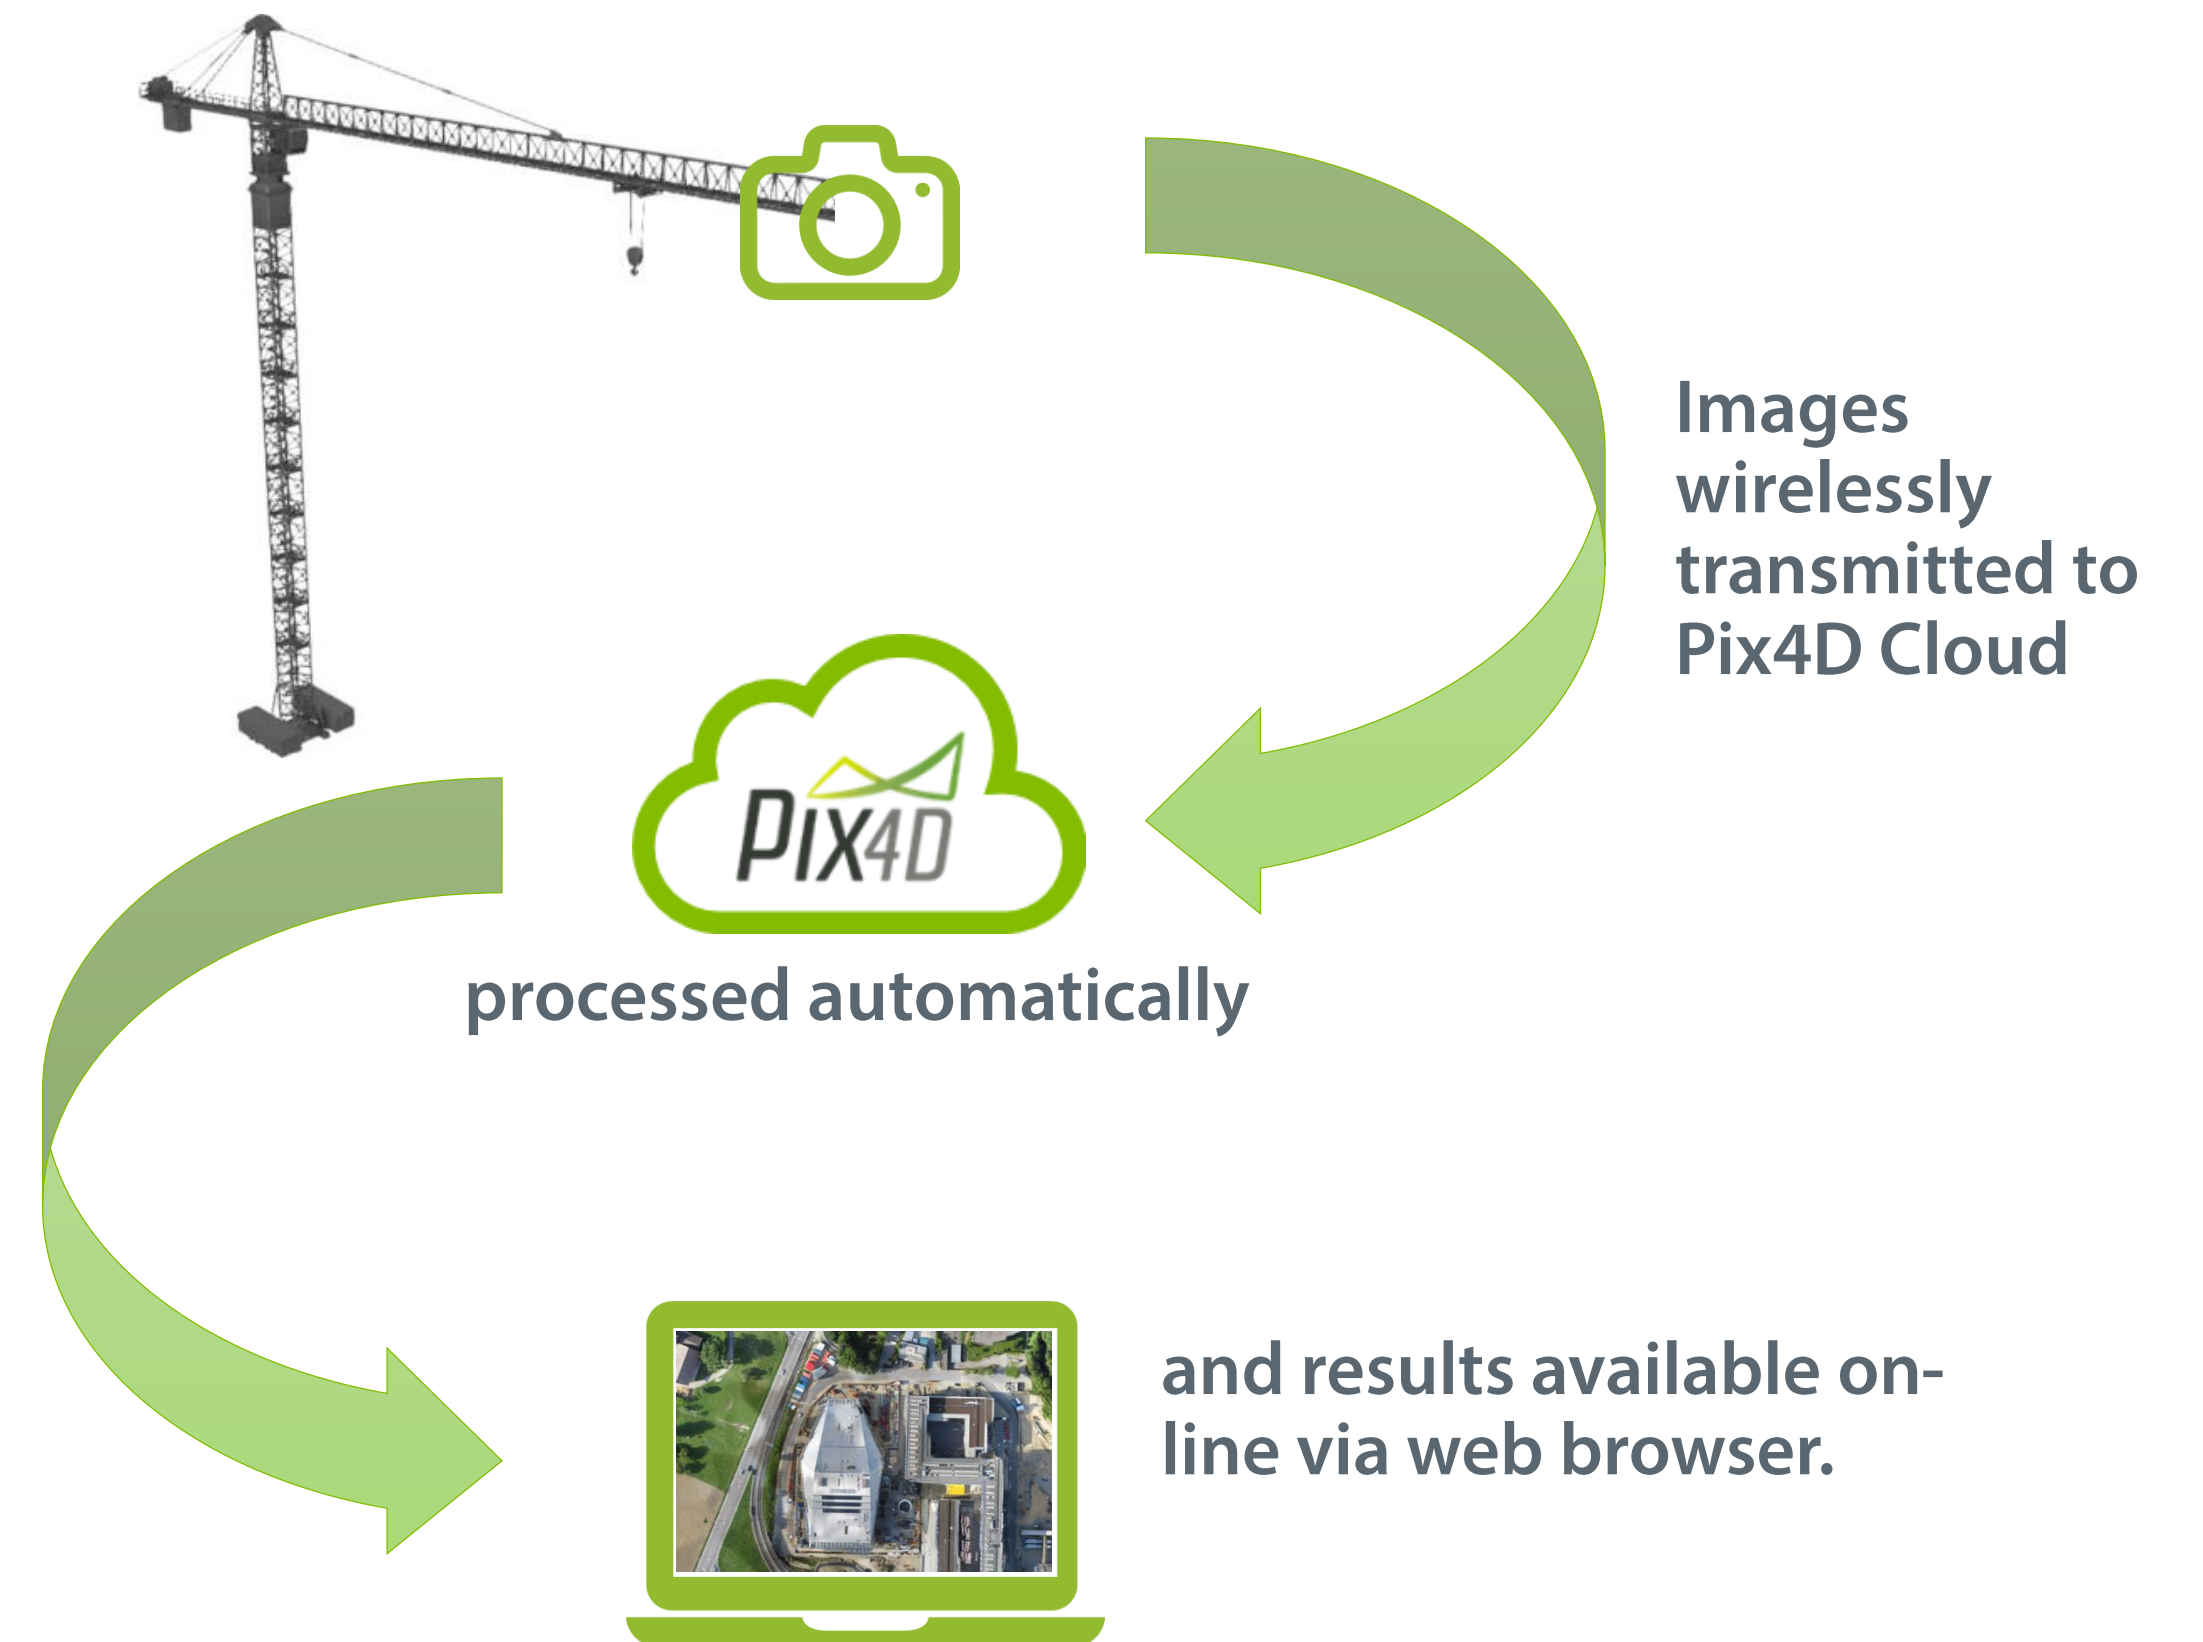 Images
wirelessly
transmitted to
Pix4D Cloud
PIX4D
processed automatically
and results available on-
line via web browser.